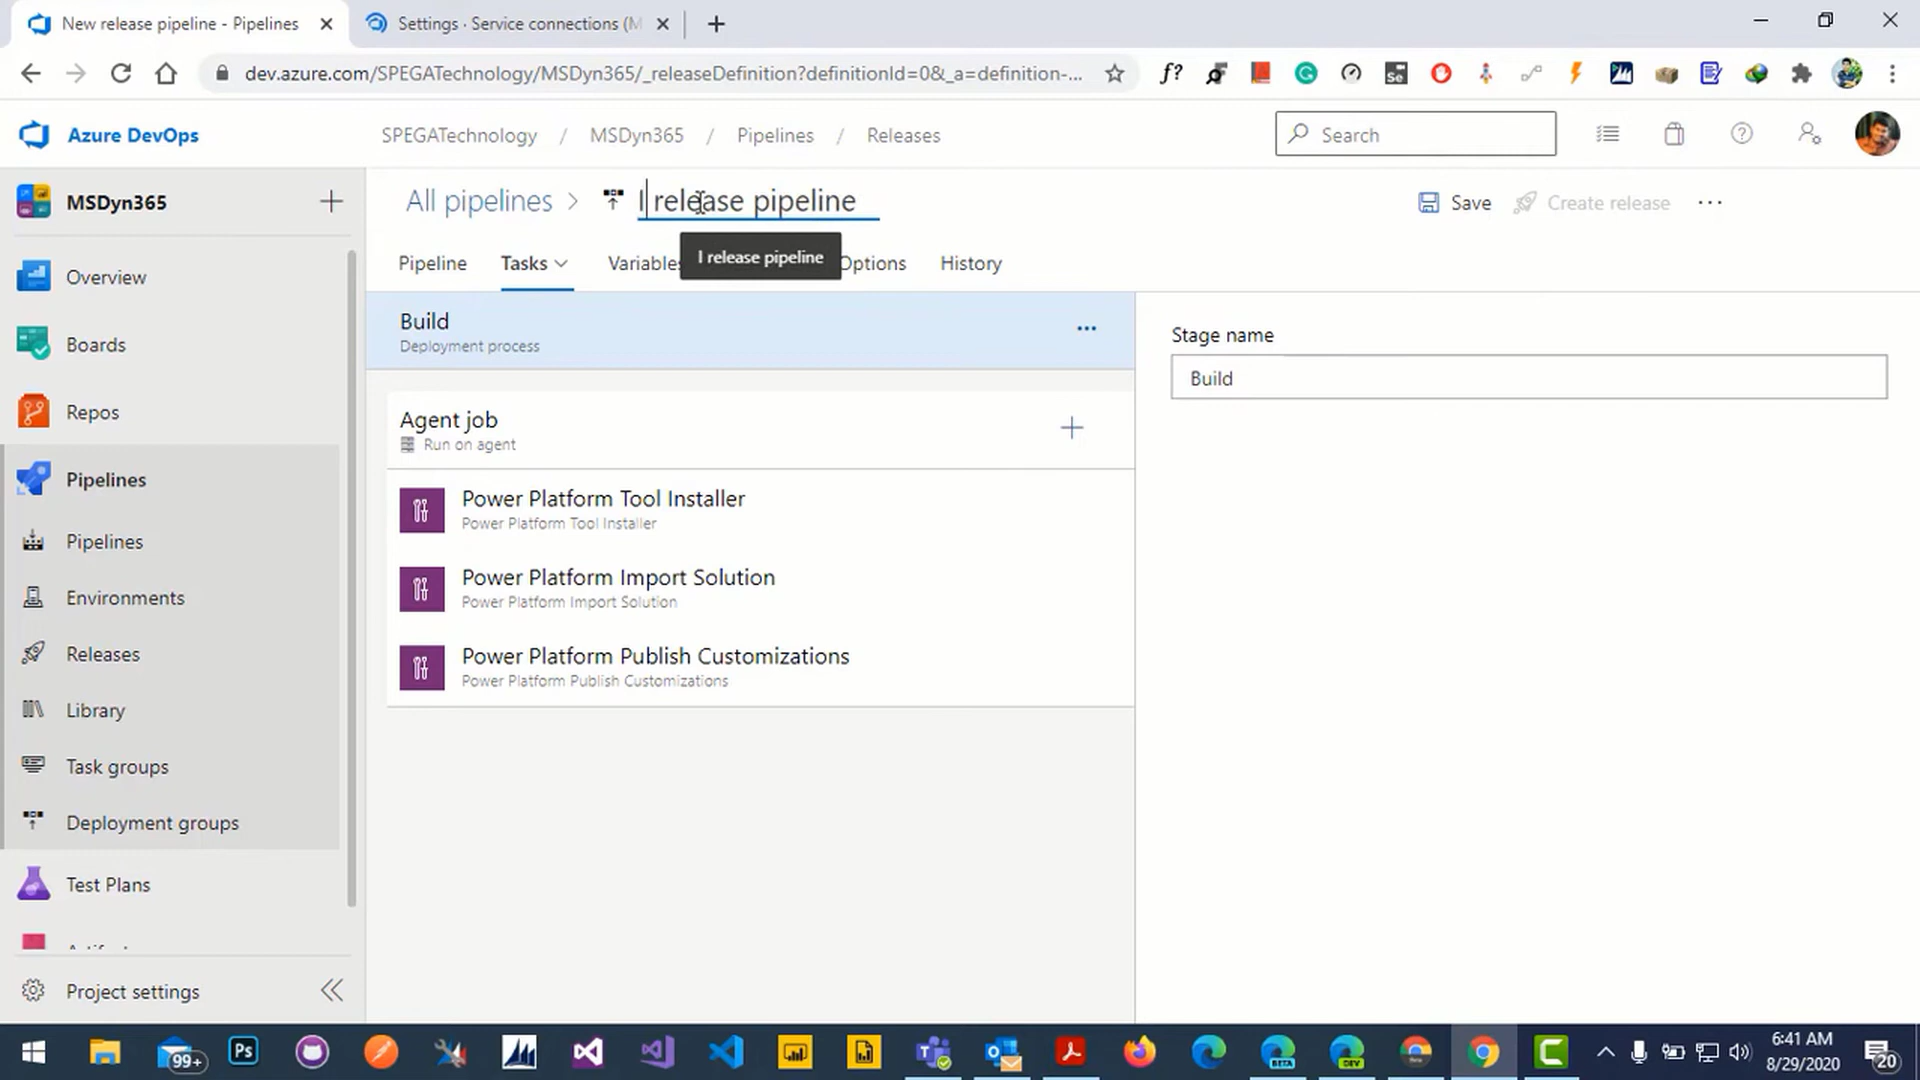 New release pipeline - Pipelines
Settings · Service connections (M
dev.azure.com/SPEGATechnology/MSDyn365/_releaseDefinition?definitionId=0&_a=definition-...
Azure DevOps
SPEGATechnology / MSDyn365 / Pipelines / Releases
Search
MSDyn365
All pipelines > I release pipeline
Save
Create release
I release pipeline
Pipeline
Tasks
Variables
Options
History
Overview
Boards
Repos
Pipelines
Pipelines
Environments
Releases
Library
Task groups
Deployment groups
Test Plans
Project settings
Build
Deployment process
Agent job
Run on agent
Power Platform Tool Installer
Power Platform Tool Installer
Power Platform Import Solution
Power Platform Import Solution
Power Platform Publish Customizations
Power Platform Publish Customizations
Stage name
Build
99+
Ps
BETA
DEV
6:41 AM
8/29/2020
20